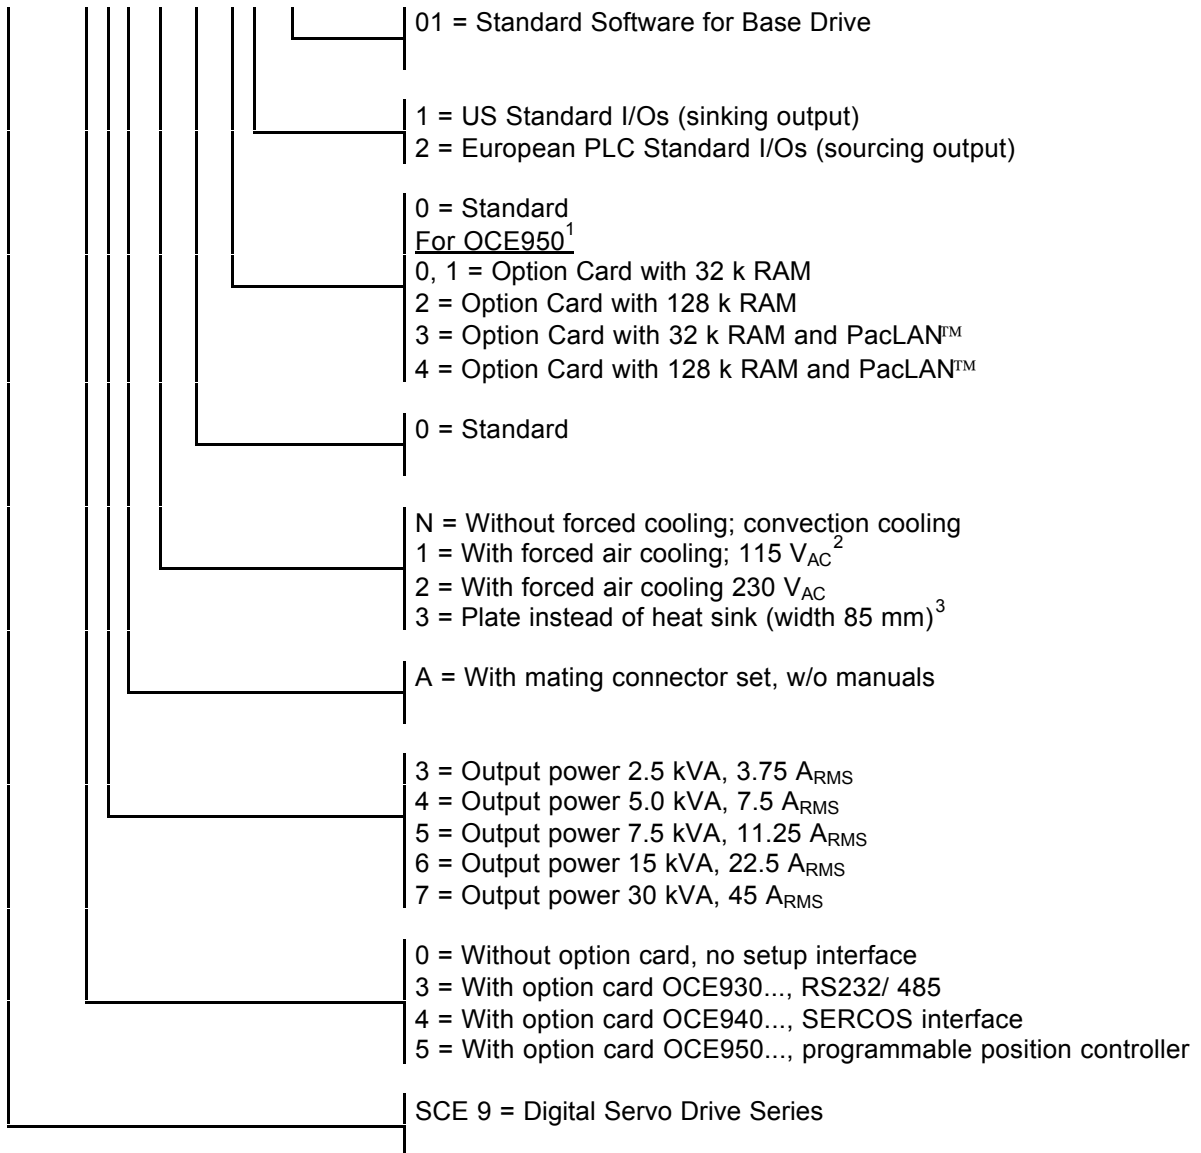 01 = Standard Software for Base Drive
1 = US Standard I/Os (sinking output)
2 = European PLC Standard I/Os (sourcing output)
0 = Standard
For OCE950¹
0, 1 = Option Card with 32 k RAM
2 = Option Card with 128 k RAM
3 = Option Card with 32 k RAM and PacLAN™
4 = Option Card with 128 k RAM and PacLAN™
0 = Standard
N = Without forced cooling; convection cooling
1 = With forced air cooling; 115 VAC²
2 = With forced air cooling 230 VAC
3 = Plate instead of heat sink (width 85 mm)³
A = With mating connector set, w/o manuals
3 = Output power 2.5 kVA, 3.75 ARMS
4 = Output power 5.0 kVA, 7.5 ARMS
5 = Output power 7.5 kVA, 11.25 ARMS
6 = Output power 15 kVA, 22.5 ARMS
7 = Output power 30 kVA, 45 ARMS
0 = Without option card, no setup interface
3 = With option card OCE930..., RS232/ 485
4 = With option card OCE940..., SERCOS interface
5 = With option card OCE950..., programmable position controller
SCE 9 = Digital Servo Drive Series